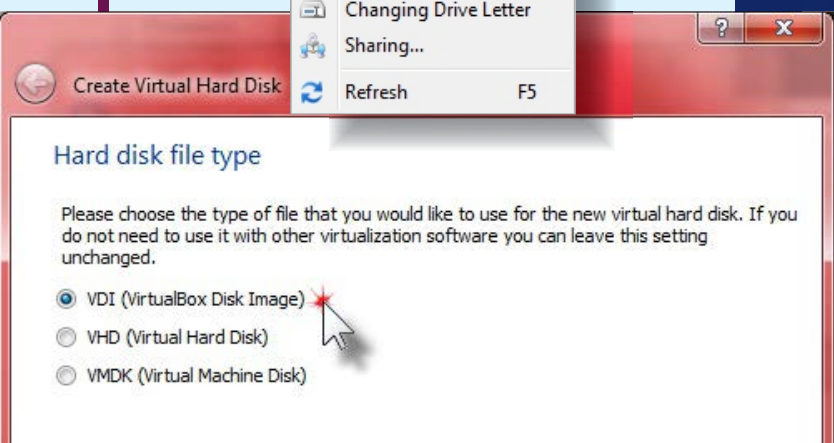 Changing Drive Letter
Sharing...
Refresh F5
?
X
Create Virtual Hard Disk
Hard disk file type
Please choose the type of file that you would like to use for the new virtual hard disk. If you
do not need to use it with other virtualization software you can leave this setting
unchanged.
VDI (VirtualBox Disk Image)
VHD (Virtual Hard Disk)
VMDK (Virtual Machine Disk)